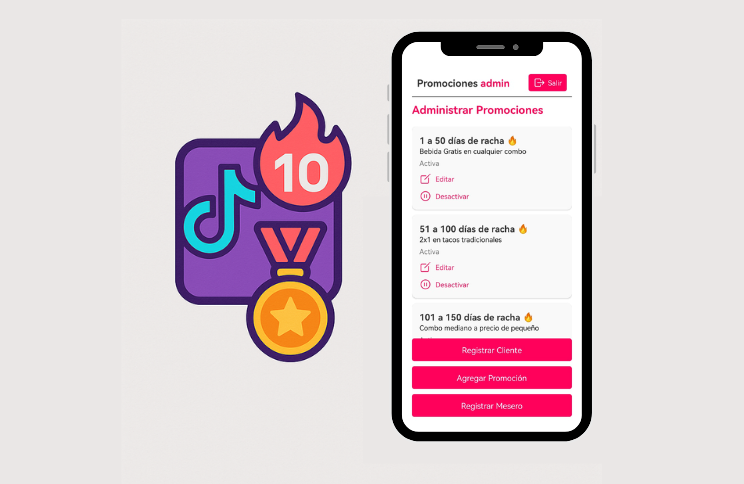 10
Promociones admin
Salir
Administrar Promociones
1 a 50 días de racha 🔥
Bebida Gratis en cualquier combo
Activa
Editar
Desactivar
51 a 100 días de racha 🔥
2x1 en tacos tradicionales
Activa
Editar
Desactivar
101 a 150 días de racha 🔥
Combo mediano a precio de pequeño
Registrar Cliente
Agregar Promoción
Registrar Mesero